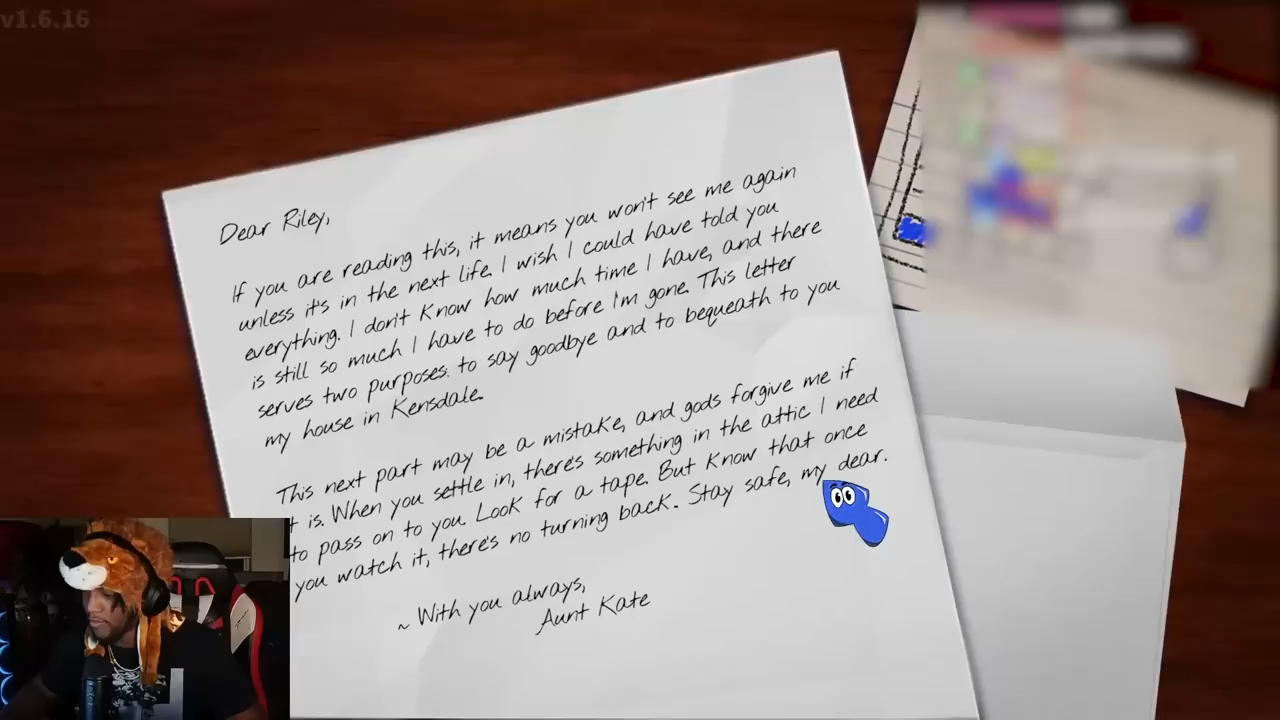 v1.6.16
Dear Riley,
If you are reading this, it means you won't see me again
unless it's in the next life. I wish I could have told you
everything. I don't know how much time I have, and there
is still so much I have to do before I'm gone. This letter
serves two purposes: to say goodbye and to bequeath to you
my house in Kensdale.
This next part may be a mistake, and gods forgive me if
it is. When you settle in, there's something in the attic I need
to pass on to you. Look for a tape. But know that once
you watch it, there's no turning back. Stay safe, my dear.
~ With you always,
Aunt Kate